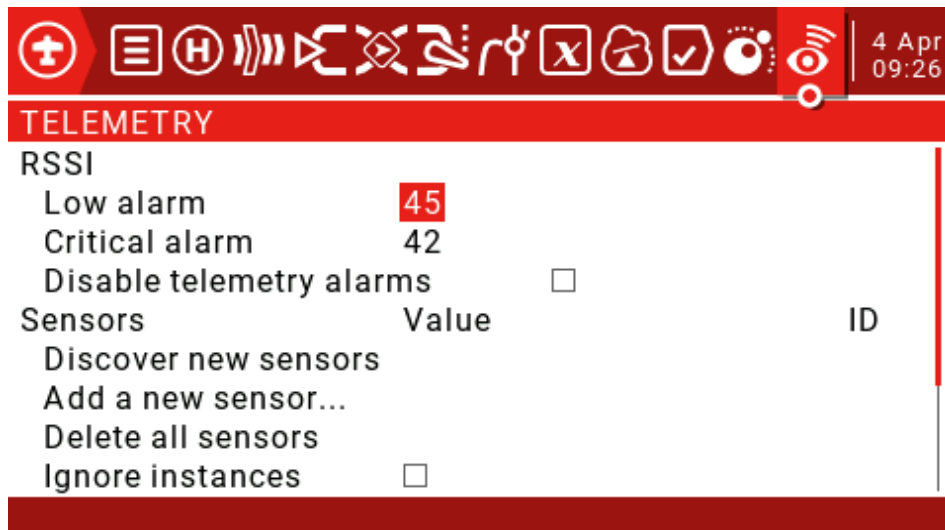 H x 4 Apr
09:26
TELEMETRY
RSSI
Low alarm 45
Critical alarm 42
Disable telemetry alarms
Sensors Value ID
Discover new sensors
Add a new sensor...
Delete all sensors
Ignore instances